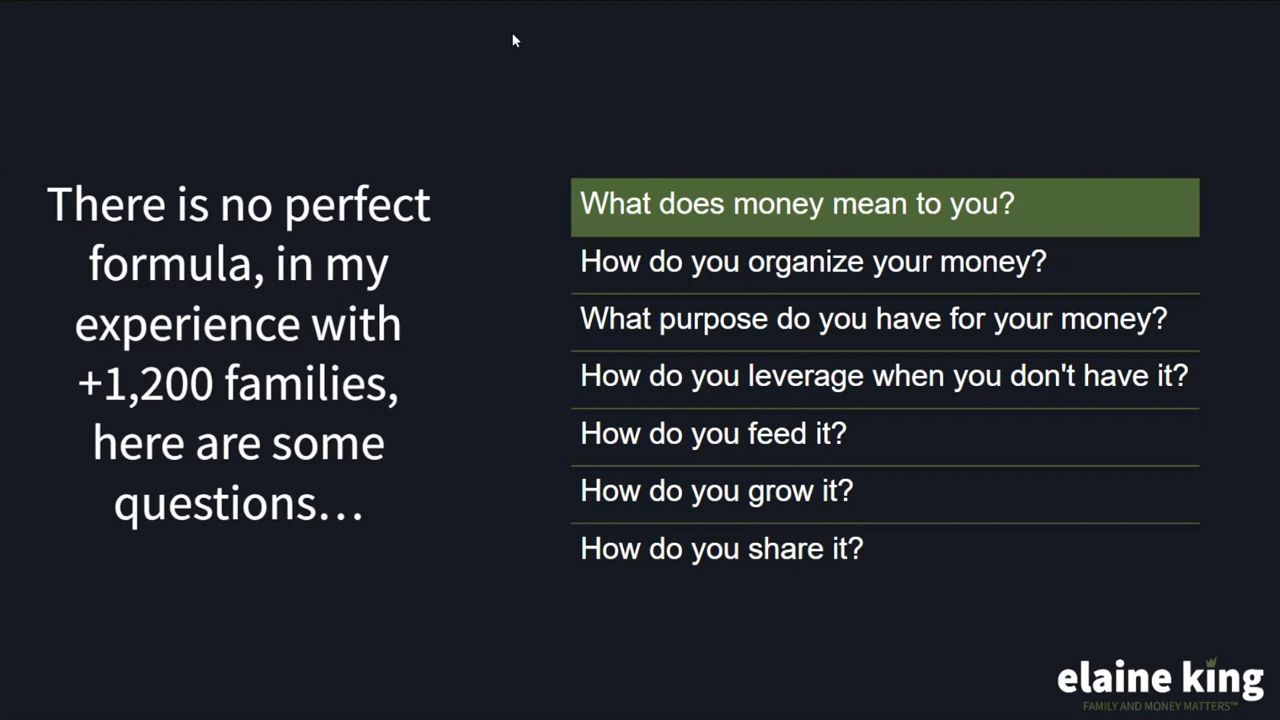 There is no perfect
formula, in my
experience with
+1,200 families,
here are some
questions…
What does money mean to you?
How do you organize your money?
What purpose do you have for your money?
How do you leverage when you don't have it?
How do you feed it?
How do you grow it?
How do you share it?
elaine king
FAMILY AND MONEY MATTERS™